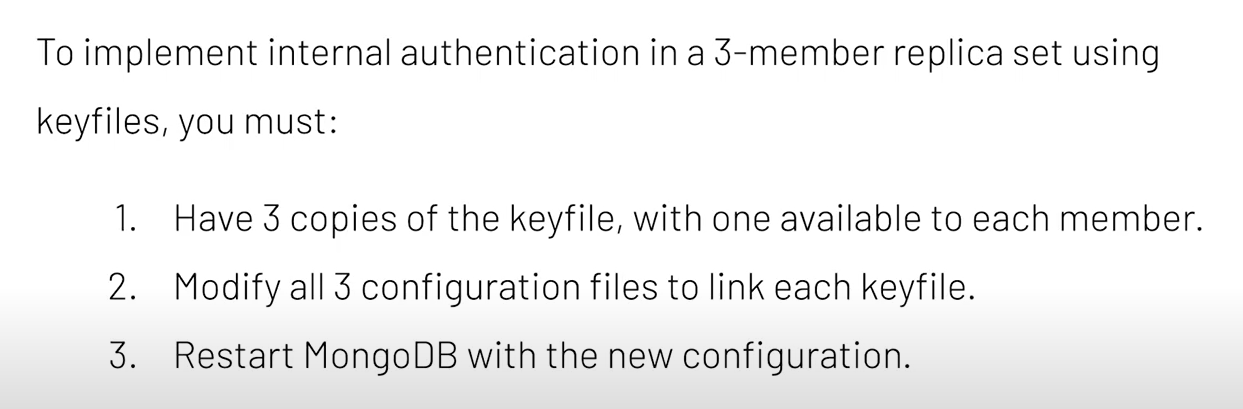 To implement internal authentication in a 3-member replica set using
keyfiles, you must:
1. Have 3 copies of the keyfile, with one available to each member.
2. Modify all 3 configuration files to link each keyfile.
3. Restart MongoDB with the new configuration.